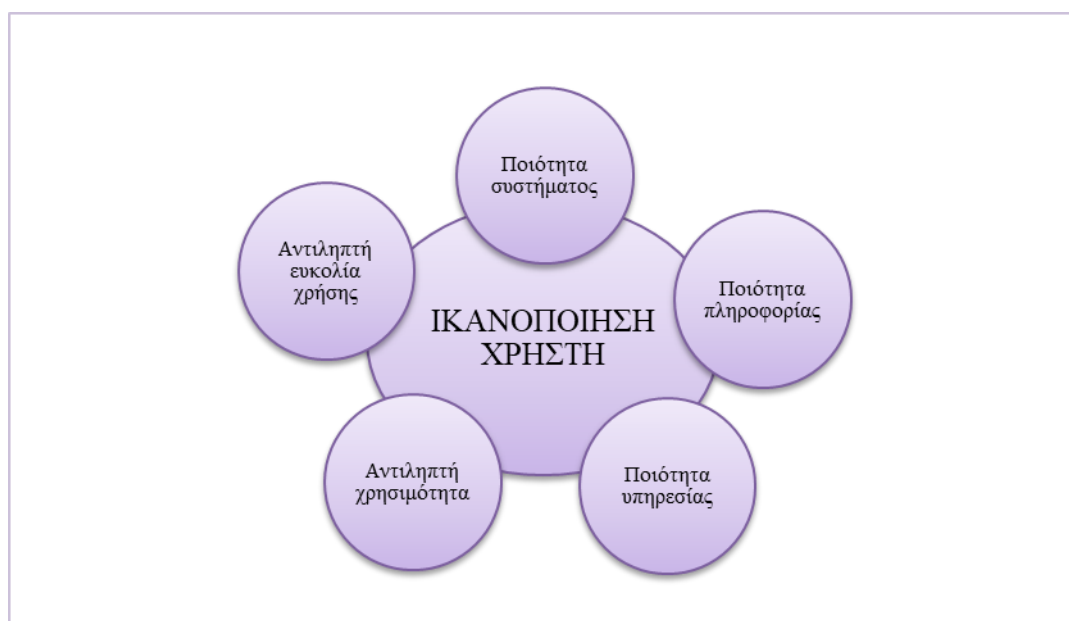 Ποιότητα
συστήματος
Αντιληπτή
ευκολία
χρήσης
Ποιότητα
πληροφορίας
ΙΚΑΝΟΠΟΙΗΣΗ
ΧΡΗΣΤΗ
Αντιληπτή
χρησιμότητα
Ποιότητα
υπηρεσίας